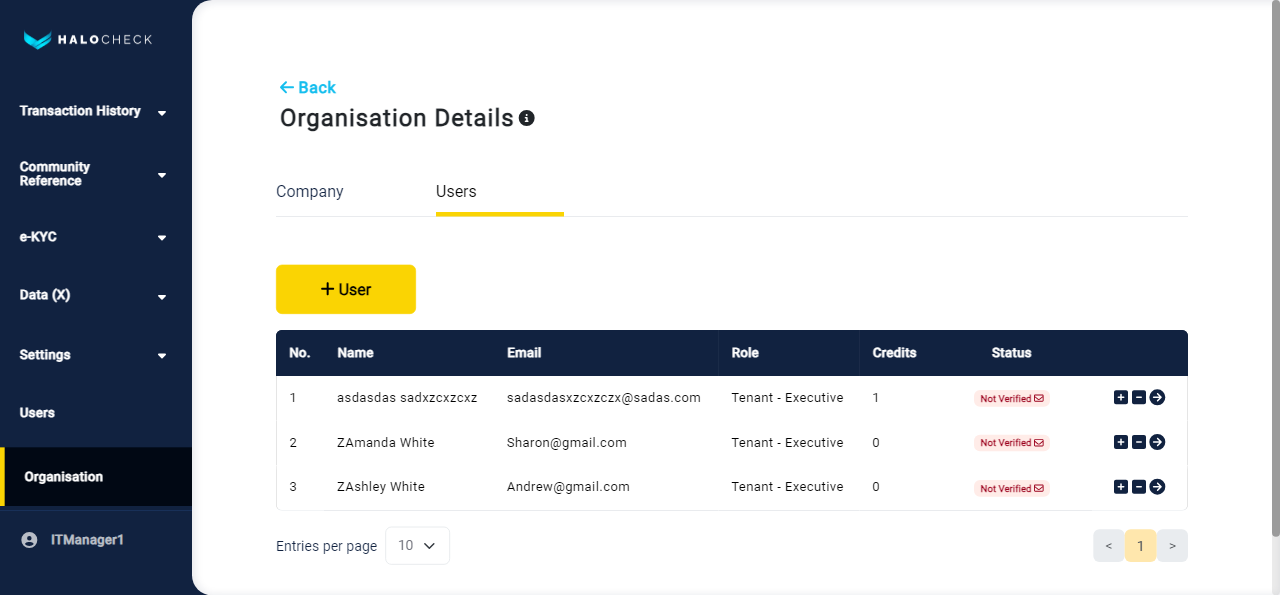 HALOCHECK
Transaction History
Community
Reference
e-KYC
Data (X)
Settings
Users
Organisation
ITManager1
Back
Organisation Details
Company Users
+ User
No. Name Email Role Credits Status
1 asdasdas sadxzcxzcxz sadasdasxzcxzczx@sadas.com Tenant - Executive 1 Not Verified
2 ZAmanda White Sharon@gmail.com Tenant - Executive 0 Not Verified
3 ZAshley White Andrew@gmail.com Tenant - Executive 0 Not Verified
Entries per page 10 < 1 >